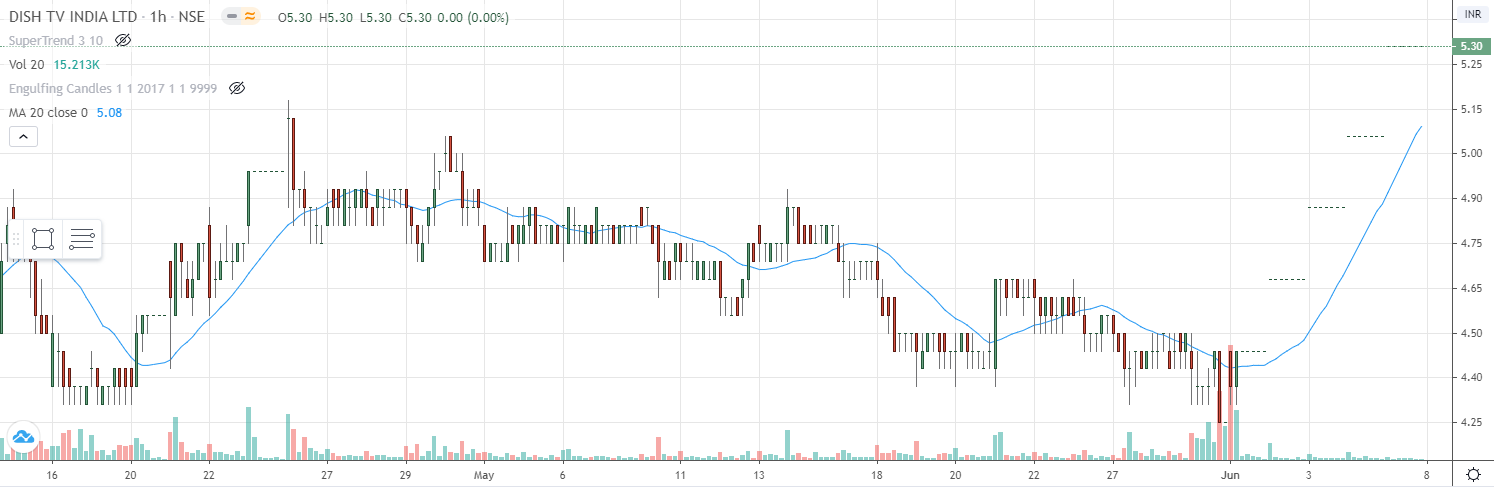 DISH TV INDIA LTD · 1h · NSE O5.30 H5.30 L5.30 C5.30 0.00 (0.00%) INR
SuperTrend 3 10
5.30
Vol 20 15.213K
5.25
Engulfing Candles 1 1 2017 1 1 9999
MA 20 close 0 5.08
5.15
5.00
4.90
4.75
4.65
4.50
4.40
4.25
16 20 22 27 29 May 6 11 13 18 20 22 27 Jun 3 8